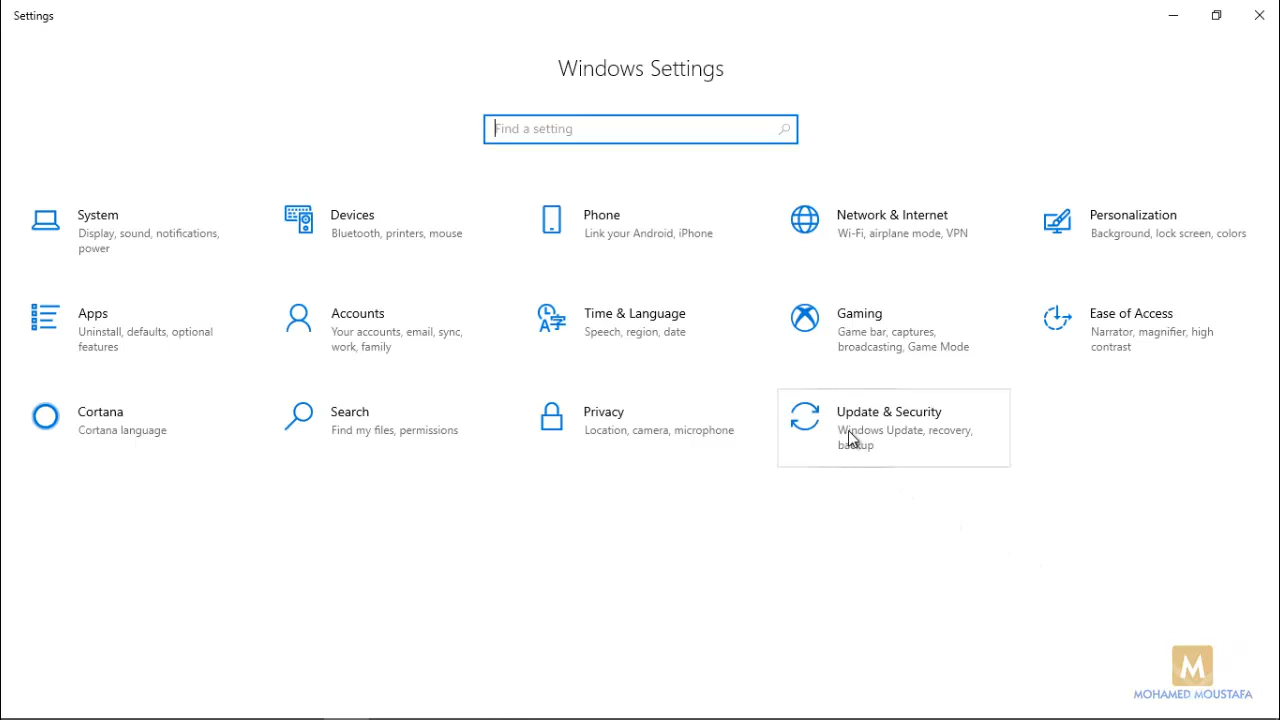 Settings
Windows Settings
Find a setting
System
Display, sound, notifications,
power
Devices
Bluetooth, printers, mouse
Phone
Link your Android, iPhone
Network & Internet
Wi-Fi, airplane mode, VPN
Personalization
Background, lock screen, colors
Apps
Uninstall, defaults, optional
features
Accounts
Your accounts, email, sync,
work, family
Time & Language
Speech, region, date
Gaming
Game bar, captures,
broadcasting, Game Mode
Ease of Access
Narrator, magnifier, high
contrast
Cortana
Cortana language
Search
Find my files, permissions
Privacy
Location, camera, microphone
Update & Security
Windows Update, recovery,
backup
M
MOHAMED MOUSTAFA